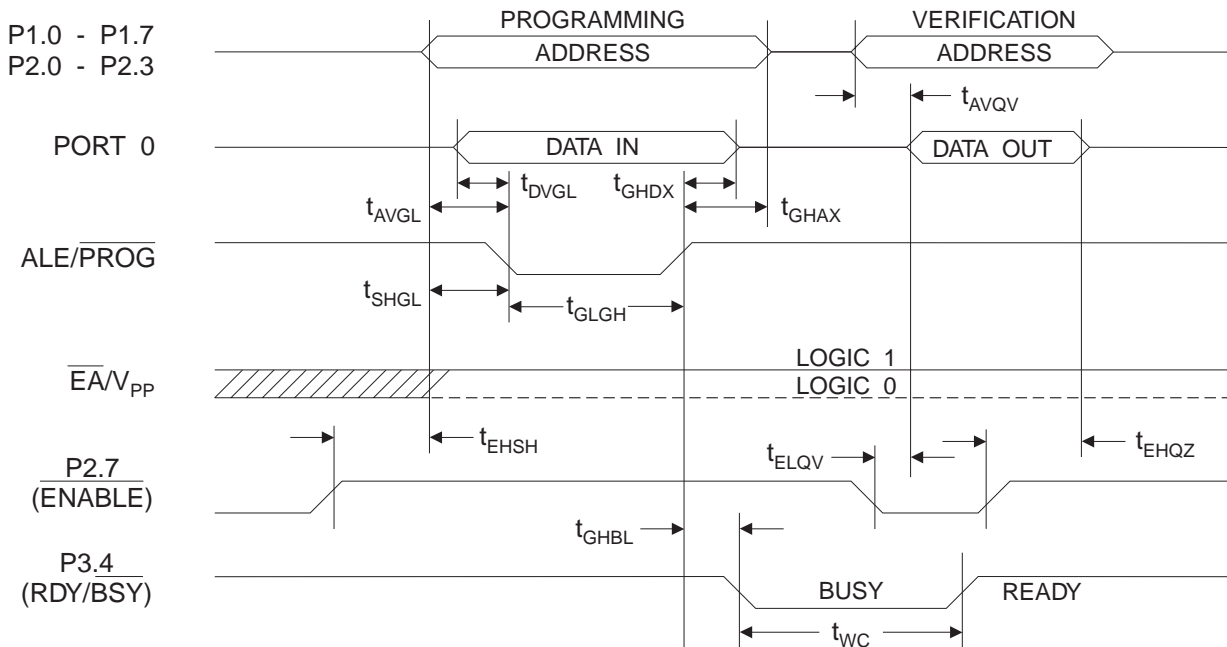 PROGRAMMING VERIFICATION
P1.0 - P1.7
P2.0 - P2.3
ADDRESS ADDRESS
tAVQV
PORT 0 DATA IN DATA OUT
tDVGL tGHDX
tAVGL tGHAX
ALE/PROG
tSHGL tGLGH
LOGIC 1
EA/VPP
LOGIC 0
tEHSH tELQV tEHQZ
P2.7
(ENABLE)
tGHBL
P3.4
(RDY/BSY) BUSY READY
tWC